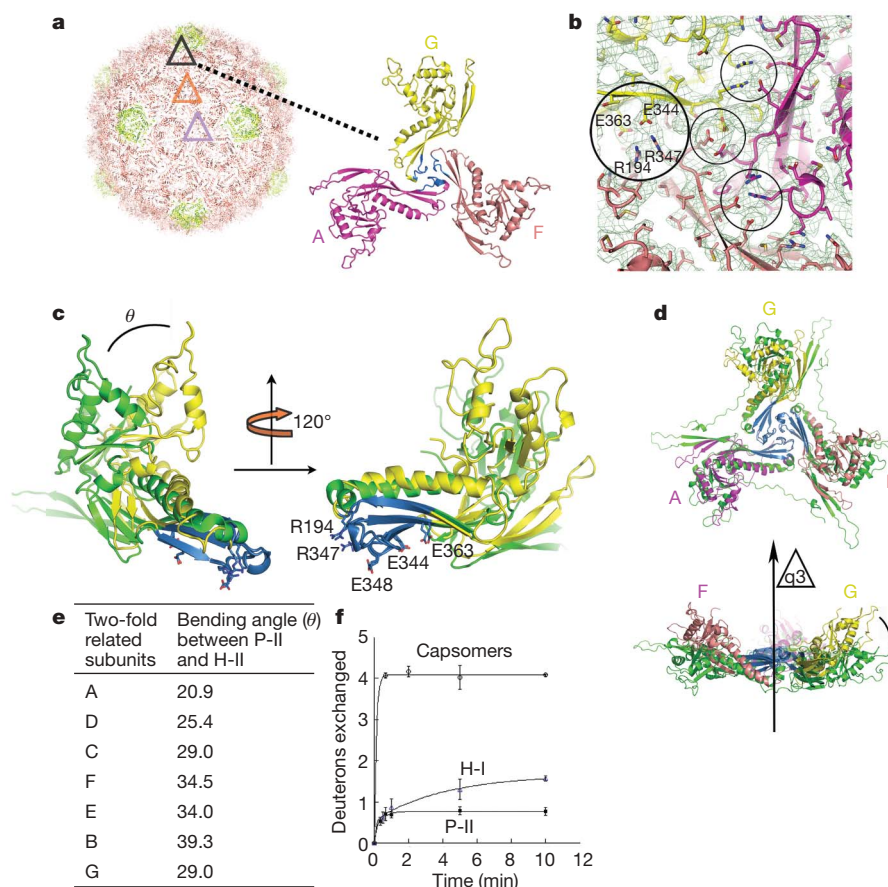 a
G
A
F
b
E363
E344
R347
R194
c
θ
120°
R194
R347
E348
E344
E363
d
G
A
q3
F
G
e
Two-fold related subunits
Bending angle (θ) between P-II and H-II
A 20.9
D 25.4
C 29.0
F 34.5
E 34.0
B 39.3
G 29.0
f
Deuterons exchanged
5
4
3
2
1
0
Capsomers
H-I
P-II
0 2 4 6 8 10 12
Time (min)